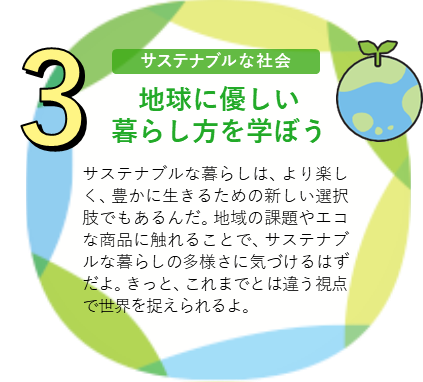 3
サステナブルな社会
地球に優しい
暮らし方を学ぼう
サステナブルな暮らしは、より楽し
く、豊かに生きるための新しい選択
肢でもあるんだ。地域の課題やエコ
な商品に触れることで、サステナブ
ルな暮らしの多様さに気づけるはず
だよ。きっと、これまでとは違う視点
で世界を捉えられるよ。